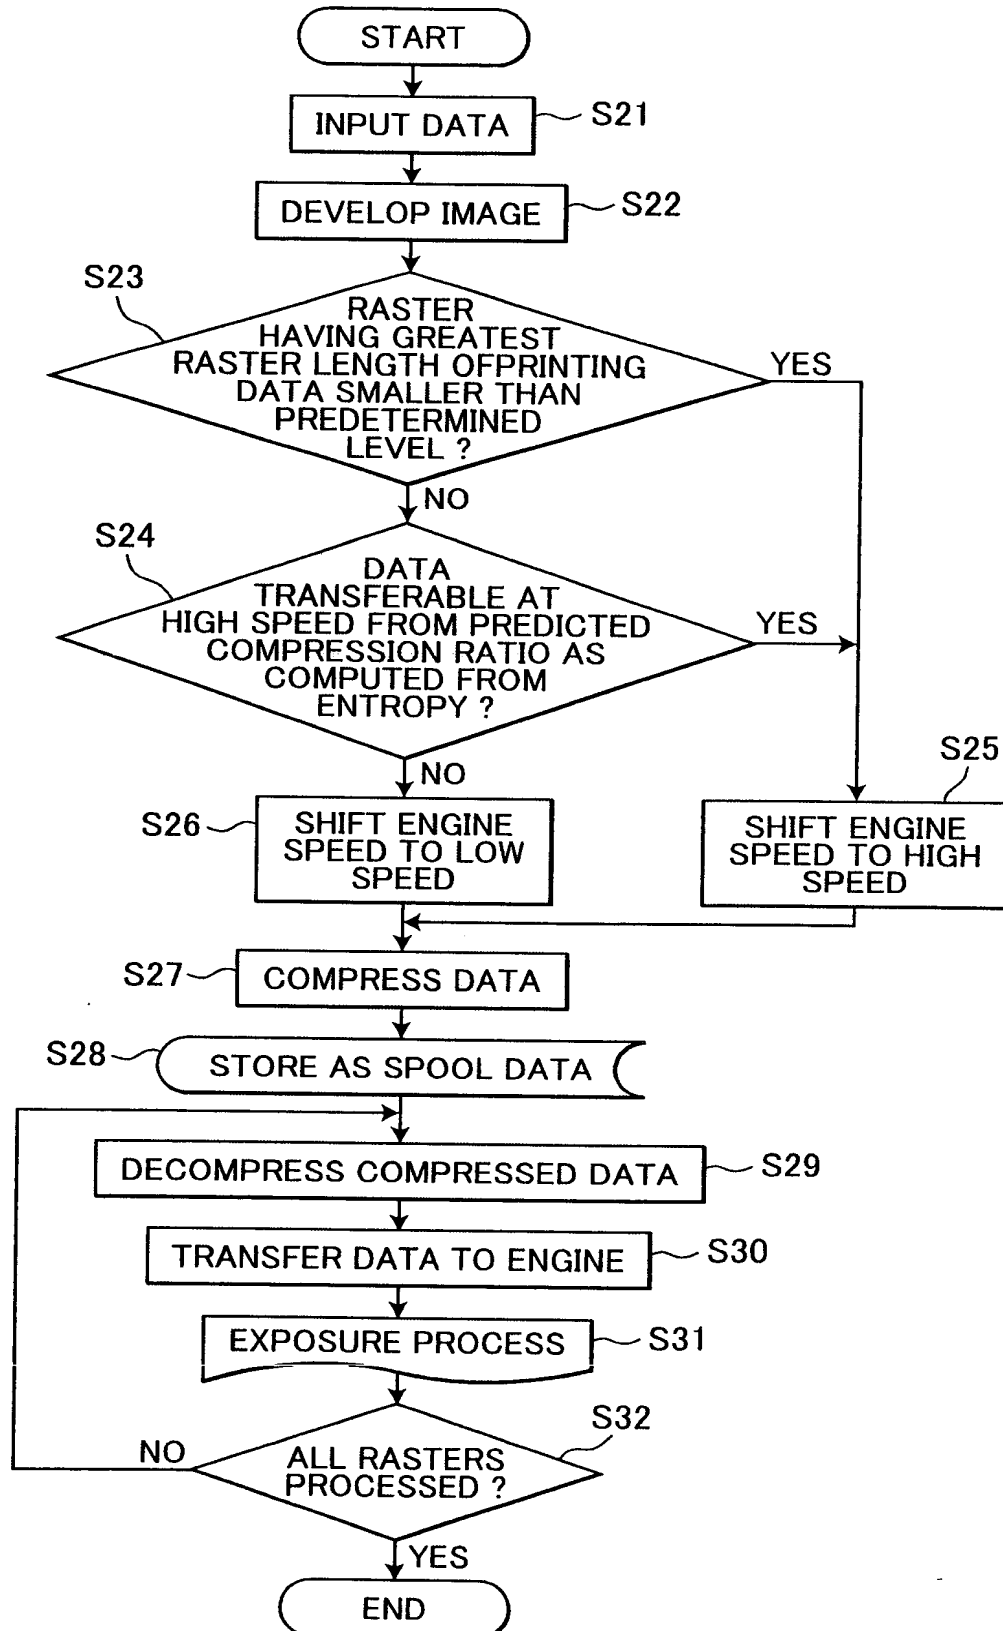 START
INPUT DATA
S21
DEVELOP IMAGE
S22
S23
RASTER
HAVING GREATEST
RASTER LENGTH OFPRINTING
DATA SMALLER THAN
PREDETERMINED
LEVEL ?
YES
NO
S24
DATA
TRANSFERABLE AT
HIGH SPEED FROM PREDICTED
COMPRESSION RATIO AS
COMPUTED FROM
ENTROPY ?
YES
NO
S25
SHIFT ENGINE
SPEED TO HIGH
SPEED
S26
SHIFT ENGINE
SPEED TO LOW
SPEED
S27
COMPRESS DATA
S28
STORE AS SPOOL DATA
DECOMPRESS COMPRESSED DATA
S29
TRANSFER DATA TO ENGINE
S30
EXPOSURE PROCESS
S31
S32
ALL RASTERS
PROCESSED ?
NO
YES
END